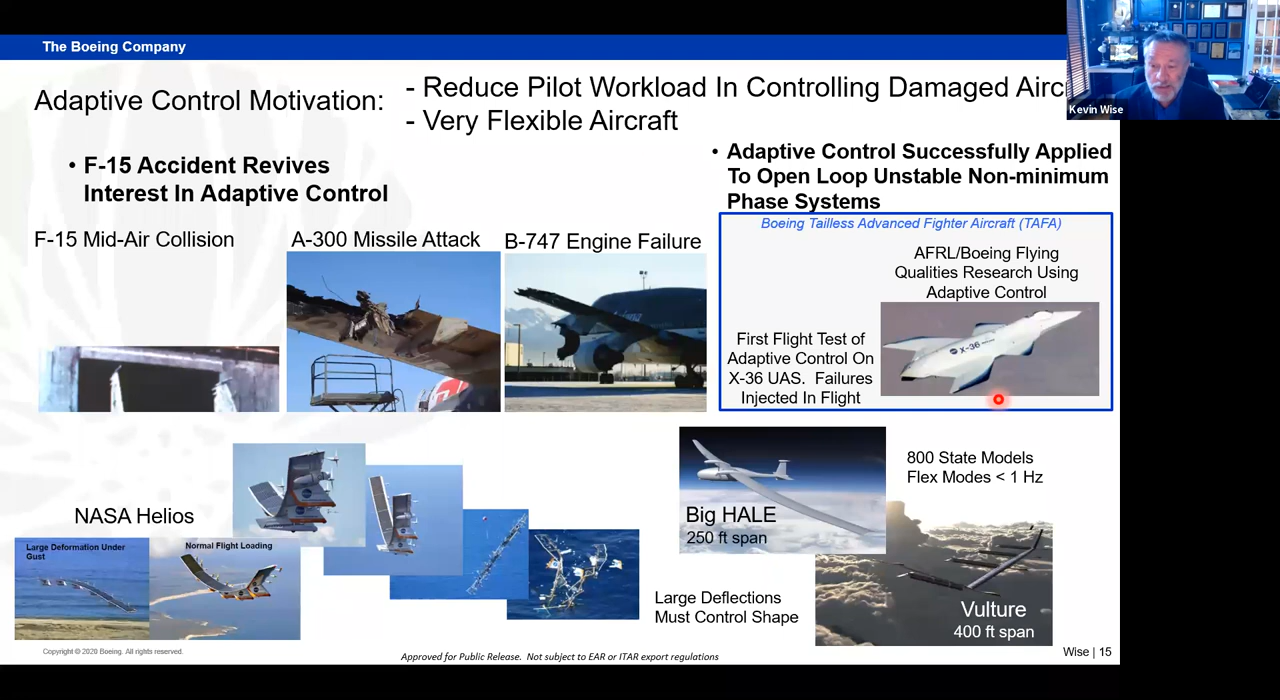 The Boeing Company
Kevin Wise
Adaptive Control Motivation:
- Reduce Pilot Workload In Controlling Damaged Airc
- Very Flexible Aircraft
• F-15 Accident Revives
Interest In Adaptive Control
• Adaptive Control Successfully Applied
To Open Loop Unstable Non-minimum
Phase Systems
F-15 Mid-Air Collision
A-300 Missile Attack
B-747 Engine Failure
Boeing Tailless Advanced Fighter Aircraft (TAFA)
AFRL/Boeing Flying
Qualities Research Using
Adaptive Control
First Flight Test of
Adaptive Control On
X-36 UAS. Failures
Injected In Flight
X-36
NASA Helios
Large Deformation Under
Gust
Normal Flight Loading
Big HALE
250 ft span
800 State Models
Flex Modes < 1 Hz
Large Deflections
Must Control Shape
Vulture
400 ft span
Copyright © 2020 Boeing. All rights reserved.
Approved for Public Release. Not subject to EAR or ITAR export regulations
Wise | 15